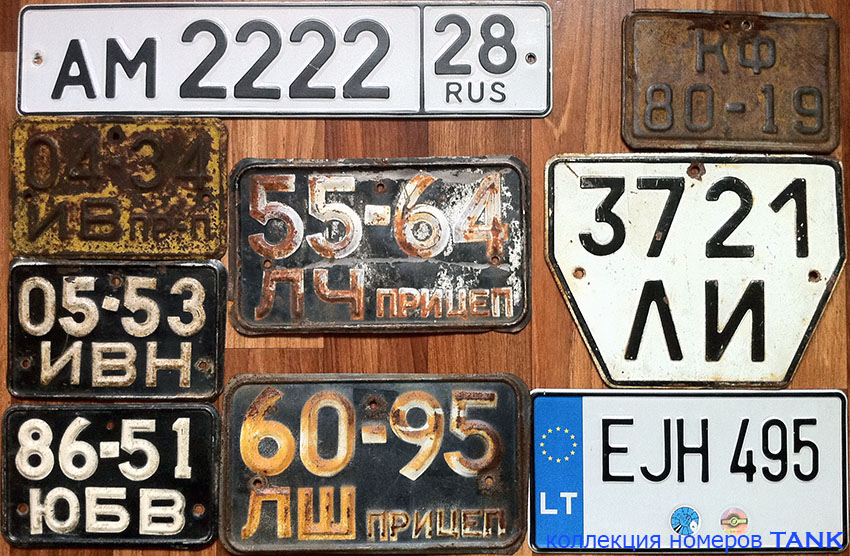 АМ 2222 28
RUS
КФ
80-19
04-34
ИВ прп
55-64
ЛЧ ПРИЦЕП
3721
ЛИ
05-53
ИВН
60-95
ЛШ ПРИЦЕП
86-51
ЮБВ
EJH 495
LT
коллекция номеров TANK